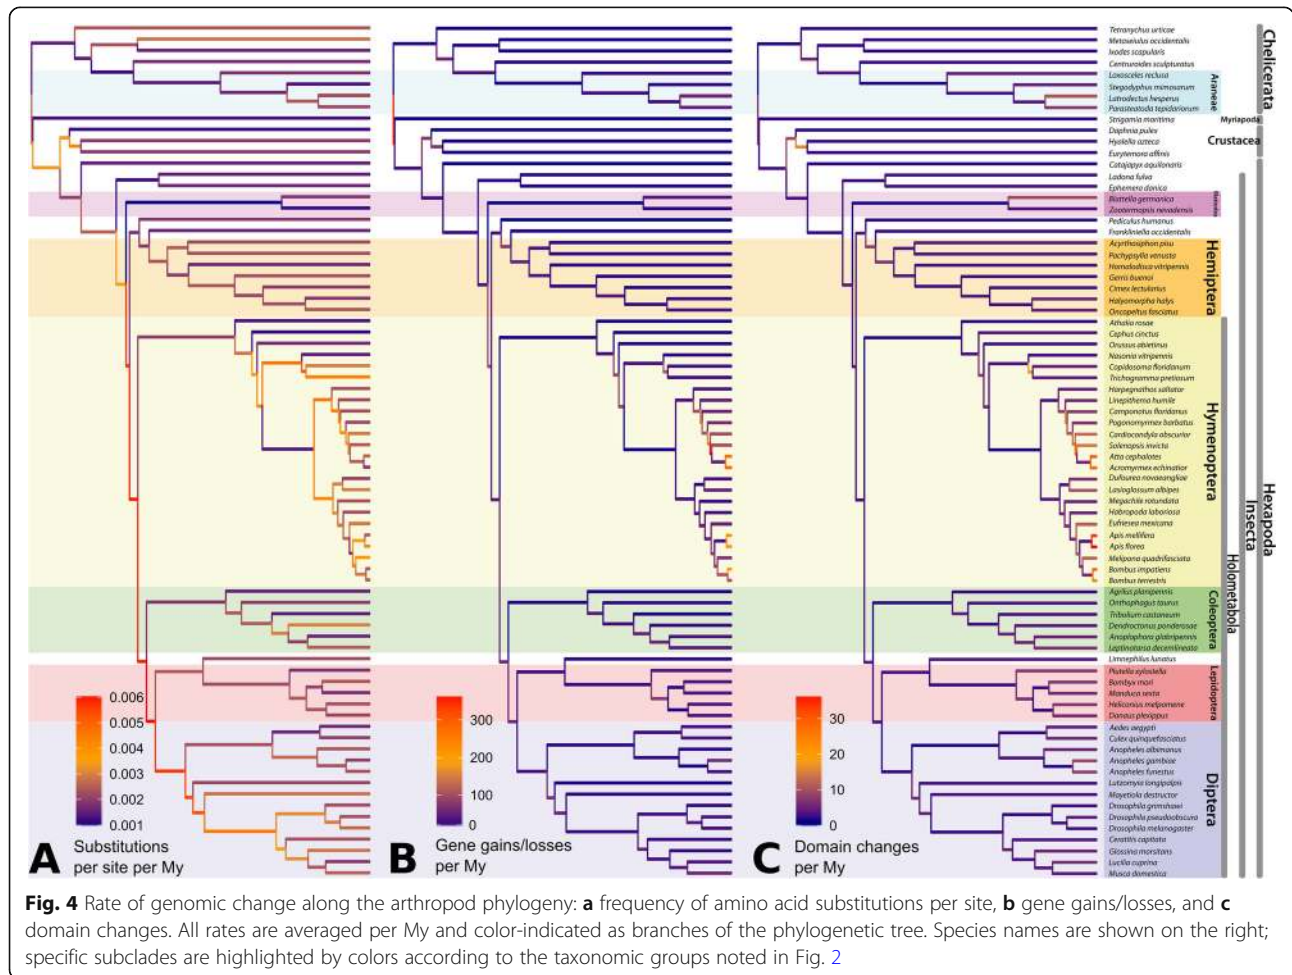 Tetranychus urticae
Metaseiulus occidentalis
Ixodes scapularis
Centruroides sculpturatus
Loxosceles reclusa
Stegodyphus mimosarum
Latrodectus hesperus
Parasteatoda tepidariorum
Strigamia maritima
Daphnia pulex
Hyalella azteca
Eurytemora affinis
Catajapyx aquilonaris
Ladona fulva
Ephemera danica
Blattella germanica
Zootermopsis nevadensis
Pediculus humanus
Frankliniella occidentalis
Acyrthosiphon pisu
Pachypsylla venusta
Homalodisca vitripennis
Gerris buenoi
Cimex lectularius
Halyomorpha halys
Oncopeltus fasciatus
Athalia rosae
Cephus cinctus
Orussus abietinus
Nasonia vitripennis
Copidosoma floridanum
Trichogramma pretiosum
Harpegnathos saltator
Linepithema humile
Camponotus floridanus
Pogonomyrmex barbatus
Cardiocondyla obscurior
Solenopsis invicta
Atta cephalotes
Acromyrmex echinatior
Dufourea novaeangliae
Lasioglossum albipes
Megachile rotundata
Habropoda laboriosa
Eufriesea mexicana
Apis mellifera
Apis florea
Melipona quadrifasciata
Bombus impatiens
Bombus terrestris
Agrilus planipennis
Onthophagus taurus
Tribolium castaneum
Dendroctonus ponderosae
Anoplophora glabripennis
Leptinotarsa decemlineata
Limnephilus lunatus
Plutella xylostella
Bombyx mori
Manduca sexta
Heliconius melpomene
Danaus plexippus
Aedes aegypti
Culex quinquefasciatus
Anopheles albimanus
Anopheles gambiae
Anopheles funestus
Lutzomyia longipalpis
Mayetiola destructor
Drosophila grimshawi
Drosophila pseudoobscura
Drosophila melanogaster
Ceratitis capitata
Glossina morsitans
Lucilia cuprina
Musca domestica
Araneae
Chelicerata
Myriapoda
Crustacea
Hemiptera
Hymenoptera
Coleoptera
Lepidoptera
Diptera
Holometabola
Insecta
Hexapoda
0.006
0.005
0.004
0.003
0.002
0.001
A Substitutions
per site per My
300
200
100
0
B Gene gains/losses
per My
30
20
10
0
C Domain changes
per My
Fig. 4 Rate of genomic change along the arthropod phylogeny: a frequency of amino acid substitutions per site, b gene gains/losses, and c
domain changes. All rates are averaged per My and color-indicated as branches of the phylogenetic tree. Species names are shown on the right;
specific subclades are highlighted by colors according to the taxonomic groups noted in Fig. 2